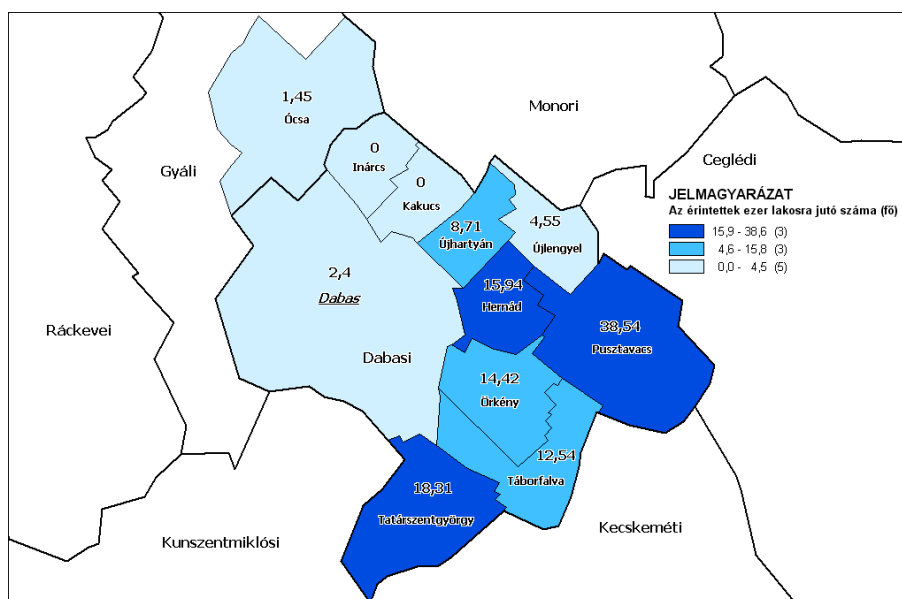 1,45
Ócsa
Monori
0
Inárcs
Ceglédi
Gyáli
0
Kakucs
JELMAGYARÁZAT
Az érintettek ezer lakosra jutó száma (fő)
15,9 - 38,6 (3)
4,6 - 15,8 (3)
0,0 - 4,5 (5)
8,71
Újhartyán
4,55
Újlengyel
2,4
Dabas
15,94
Hernád
38,54
Pusztavacs
Ráckevei
Dabasi
14,42
Örkény
12,54
Táborfalva
18,31
Tatárszentgyörgy
Kunszentmiklósi
Kecskeméti